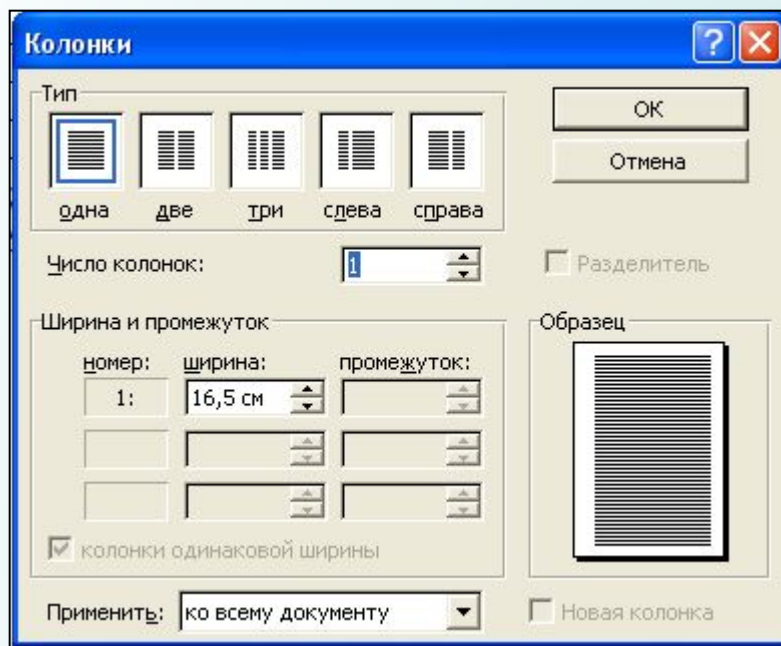 Колонки
Тип
ОК
Отмена
одна две три слева справа
Число колонок: 1 Разделитель
Ширина и промежуток
Образец
номер: ширина: промежуток:
1: 16,5 см
колонки одинаковой ширины
Применить: ко всему документу Новая колонка